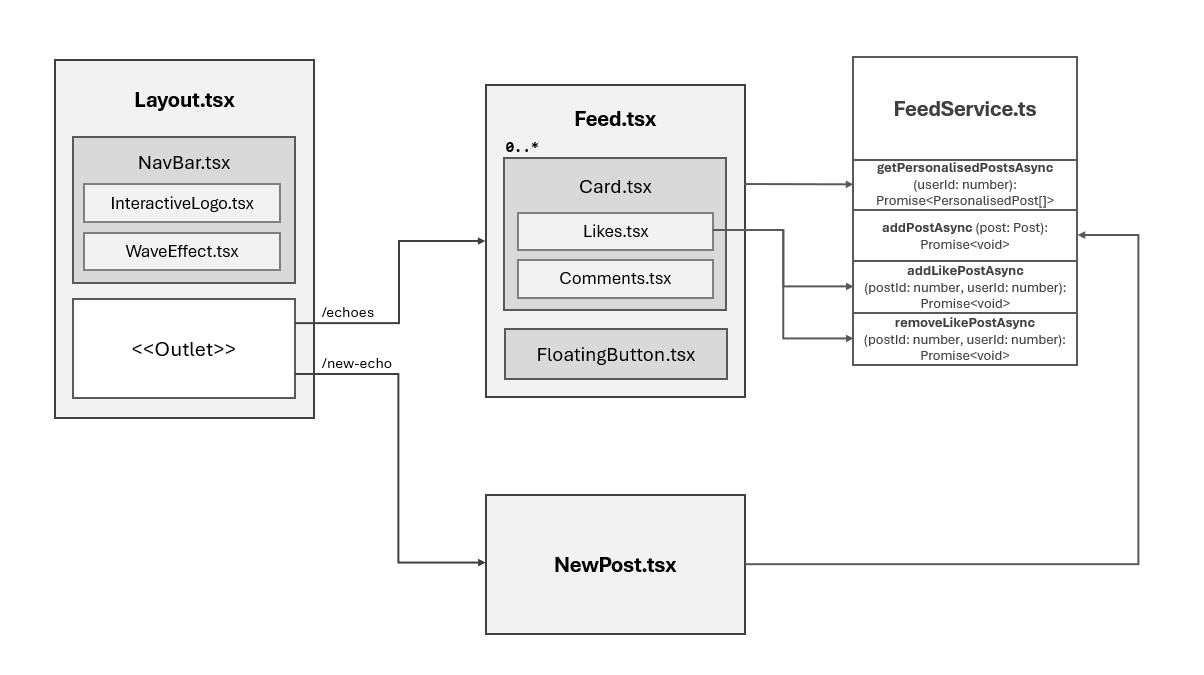 Layout.tsx
NavBar.tsx
InteractiveLogo.tsx
WaveEffect.tsx
<<Outlet>>
/echoes
/new-echo
Feed.tsx
0..*
Card.tsx
Likes.tsx
Comments.tsx
FloatingButton.tsx
NewPost.tsx
FeedService.ts
getPersonalisedPostsAsync
(userId: number):
Promise<PersonalisedPost[]>
addPostAsync (post: Post):
Promise<void>
addLikePostAsync
(postId: number, userId: number):
Promise<void>
removeLikePostAsync
(postId: number, userId: number):
Promise<void>